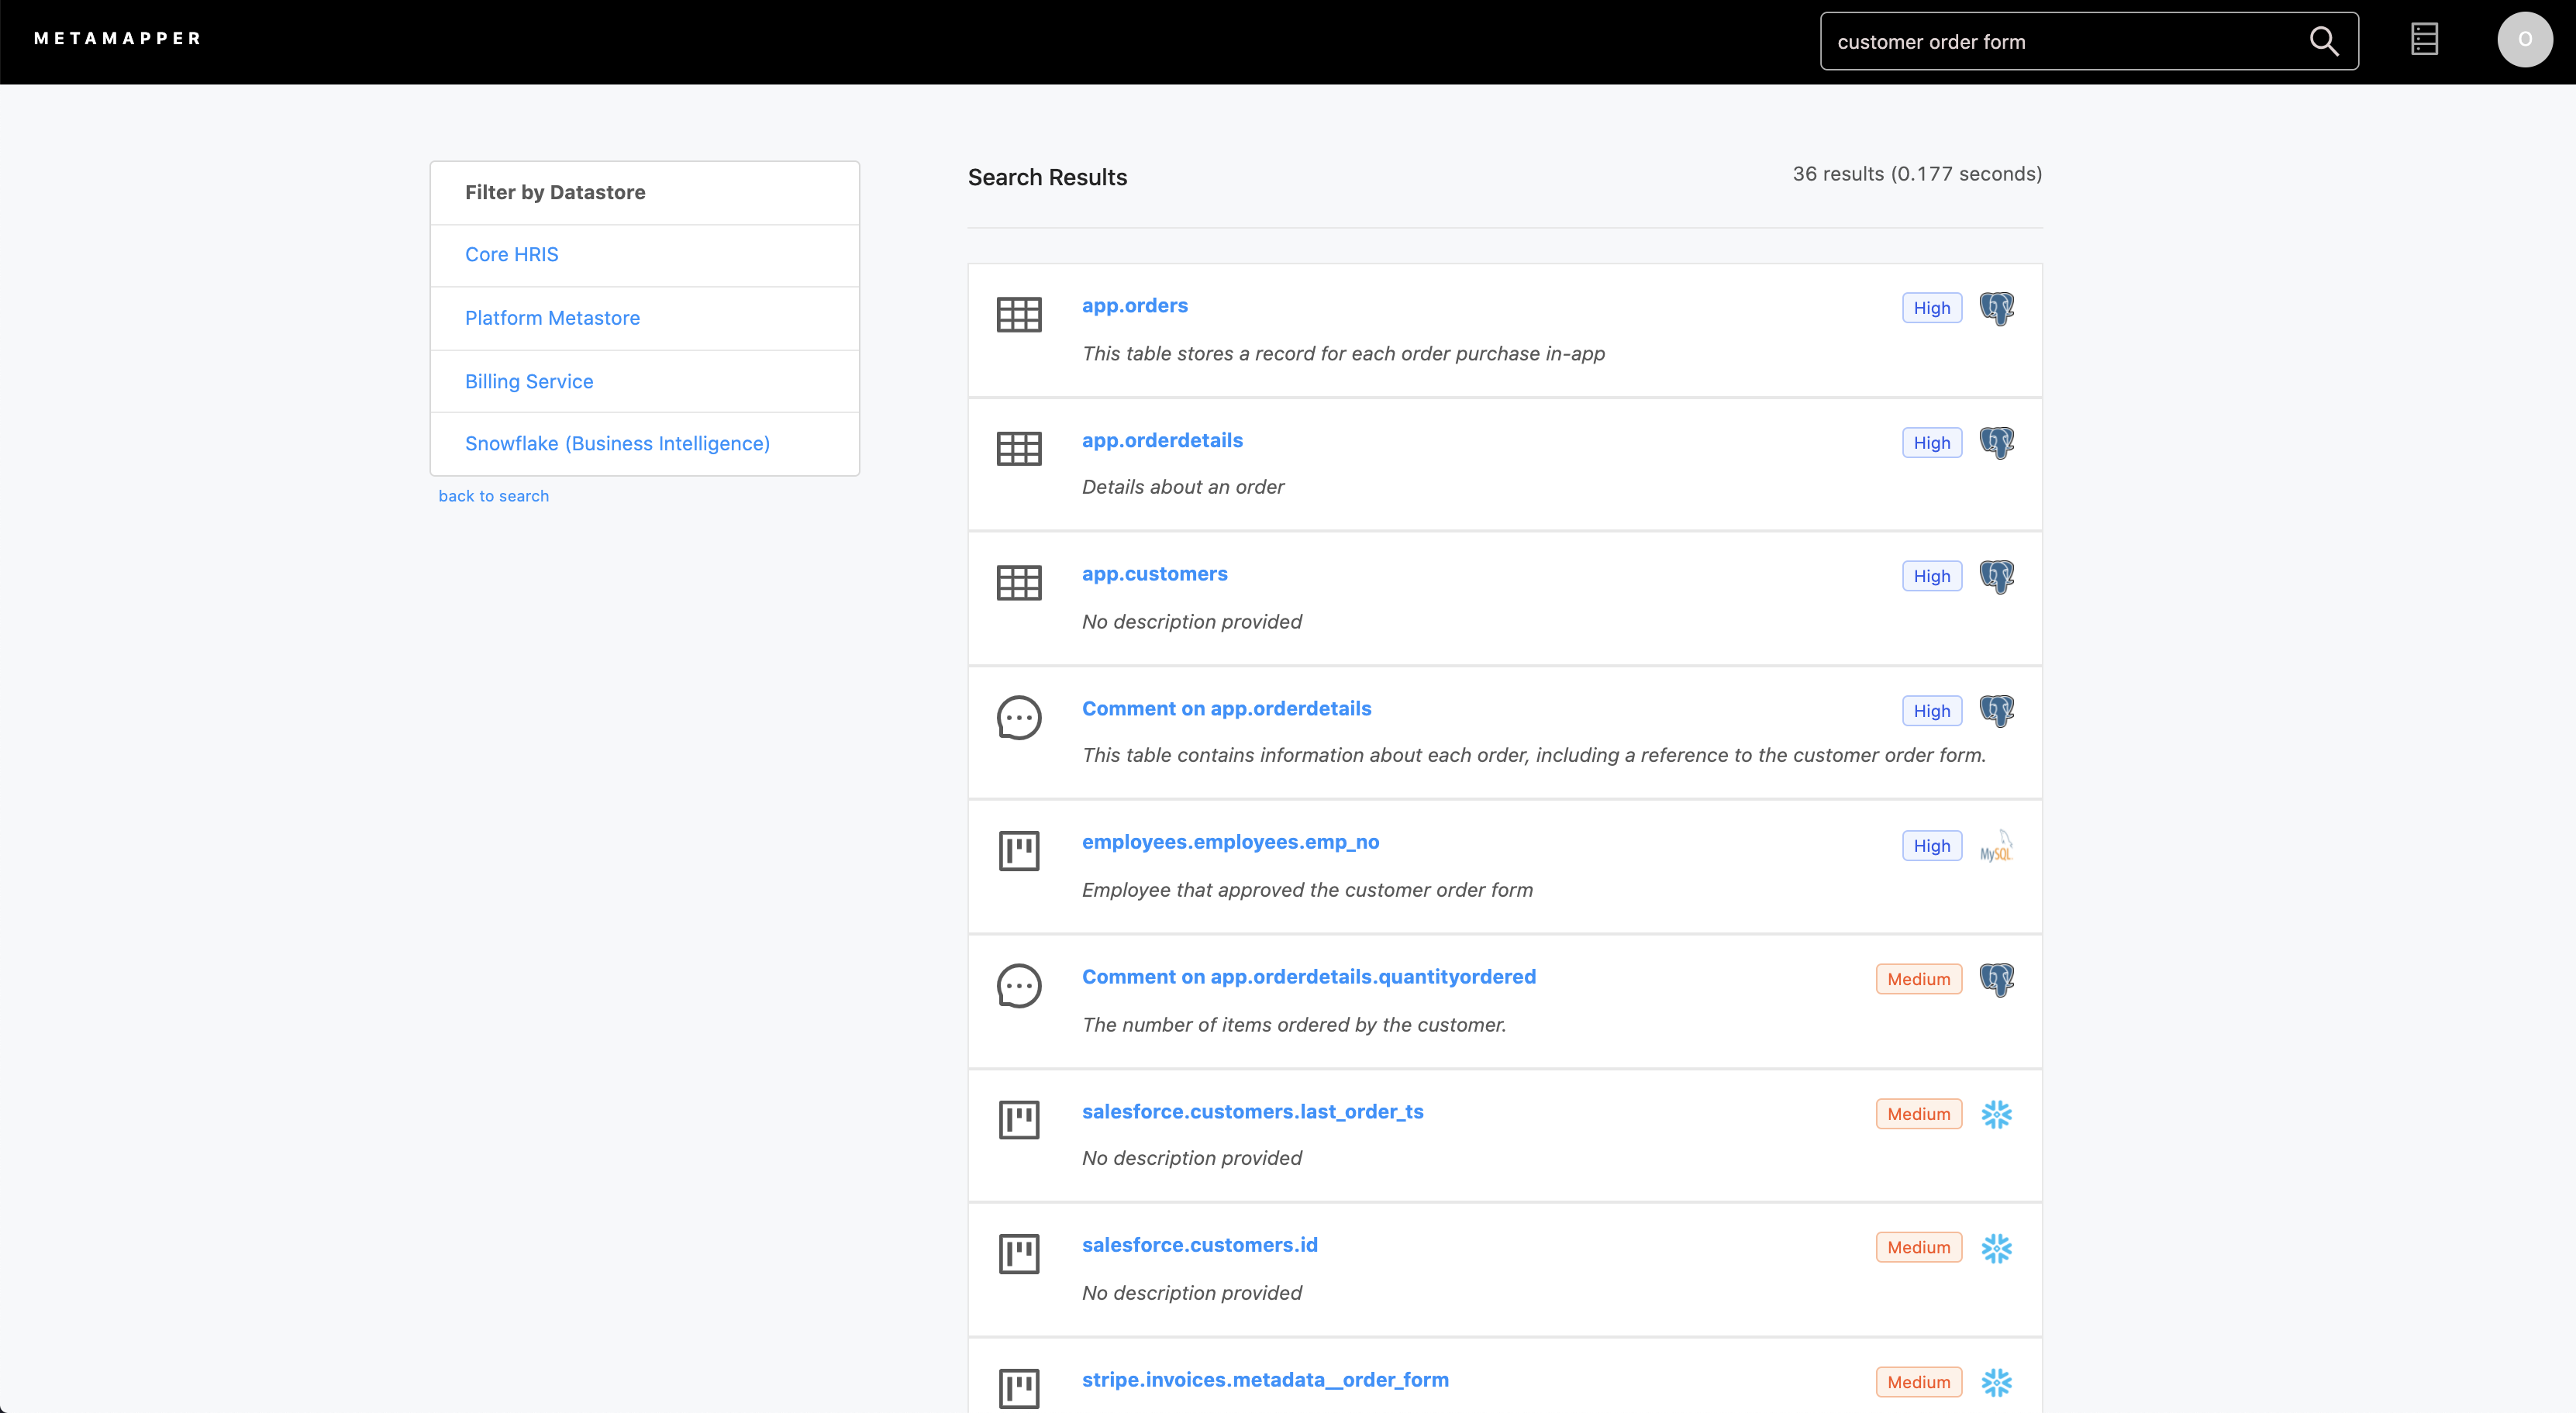 METAMAPPER
customer order form
O
Filter by Datastore
Core HRIS
Platform Metastore
Billing Service
Snowflake (Business Intelligence)
back to search
Search Results
36 results (0.177 seconds)
app.orders
High
This table stores a record for each order purchase in-app
app.orderdetails
High
Details about an order
app.customers
High
No description provided
Comment on app.orderdetails
High
This table contains information about each order, including a reference to the customer order form.
employees.employees.emp_no
High
MySQL
Employee that approved the customer order form
Comment on app.orderdetails.quantityordered
Medium
The number of items ordered by the customer.
salesforce.customers.last_order_ts
Medium
No description provided
salesforce.customers.id
Medium
No description provided
stripe.invoices.metadata__order_form
Medium